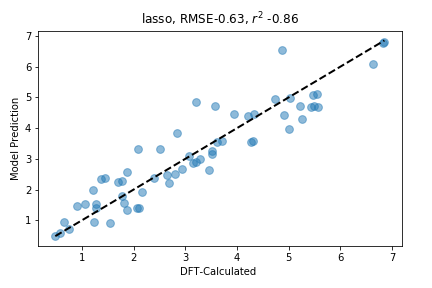 lasso, RMSE-0.63, r² -0.86
7
6
5
4
3
2
1
Model Prediction
1 2 3 4 5 6 7
DFT-Calculated